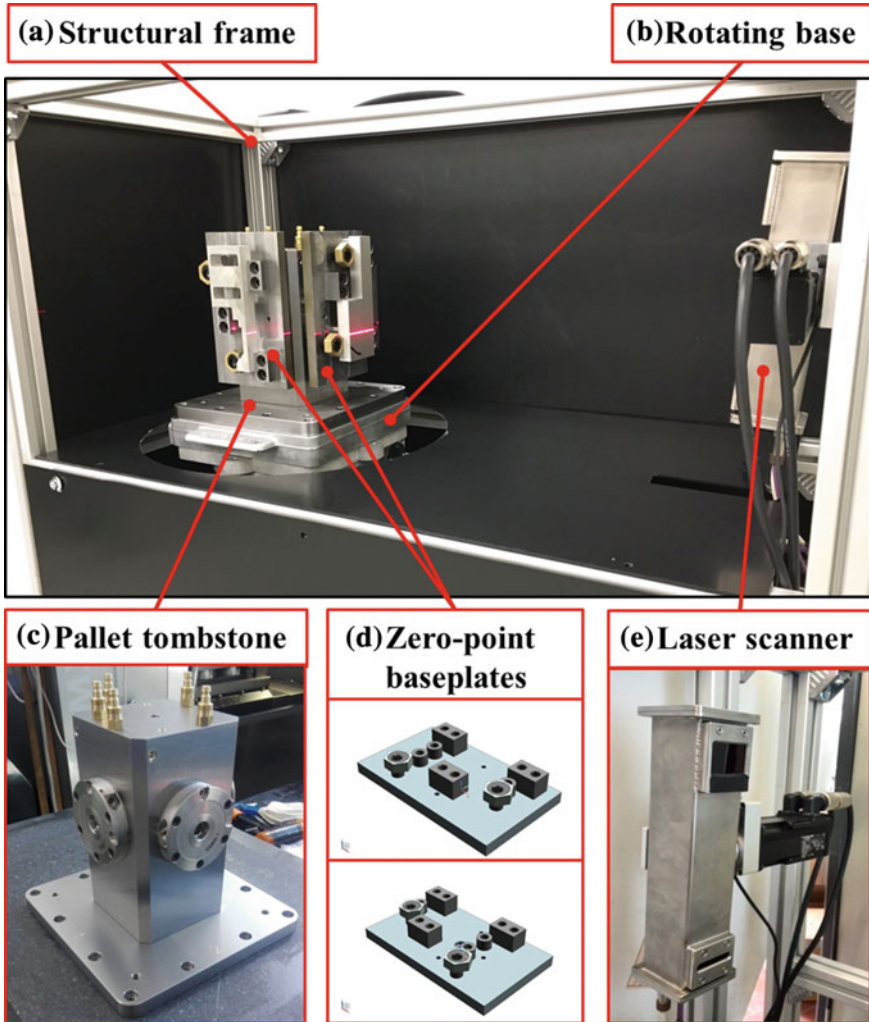 (a) Structural frame
(b) Rotating base
(c) Pallet tombstone
(d) Zero-point
baseplates
(e) Laser scanner